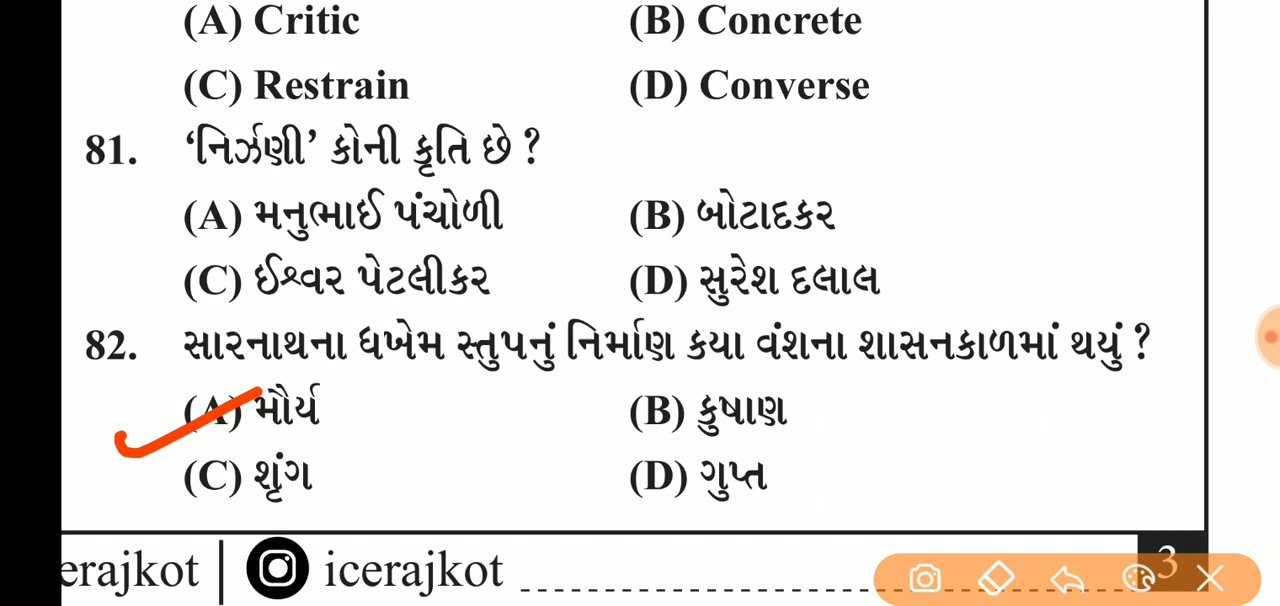 (A) Critic (B) Concrete
(C) Restrain (D) Converse
81. ‘નિર્ઝણી’ કોની કૃતિ છે ?
(A) મનુભાઈ પંચોળી (B) બોટાદકર
(C) ઈશ્વર પેટલીકર (D) સુરેશ દલાલ
82. સારનાથના ધખેમ સ્તુપનું નિર્માણ કયા વંશના શાસનકાળમાં થયું ?
(A) મૌર્ય (B) કુષાણ
(C) શૃંગ (D) ગુપ્ત
erajkot | icerajkot 3